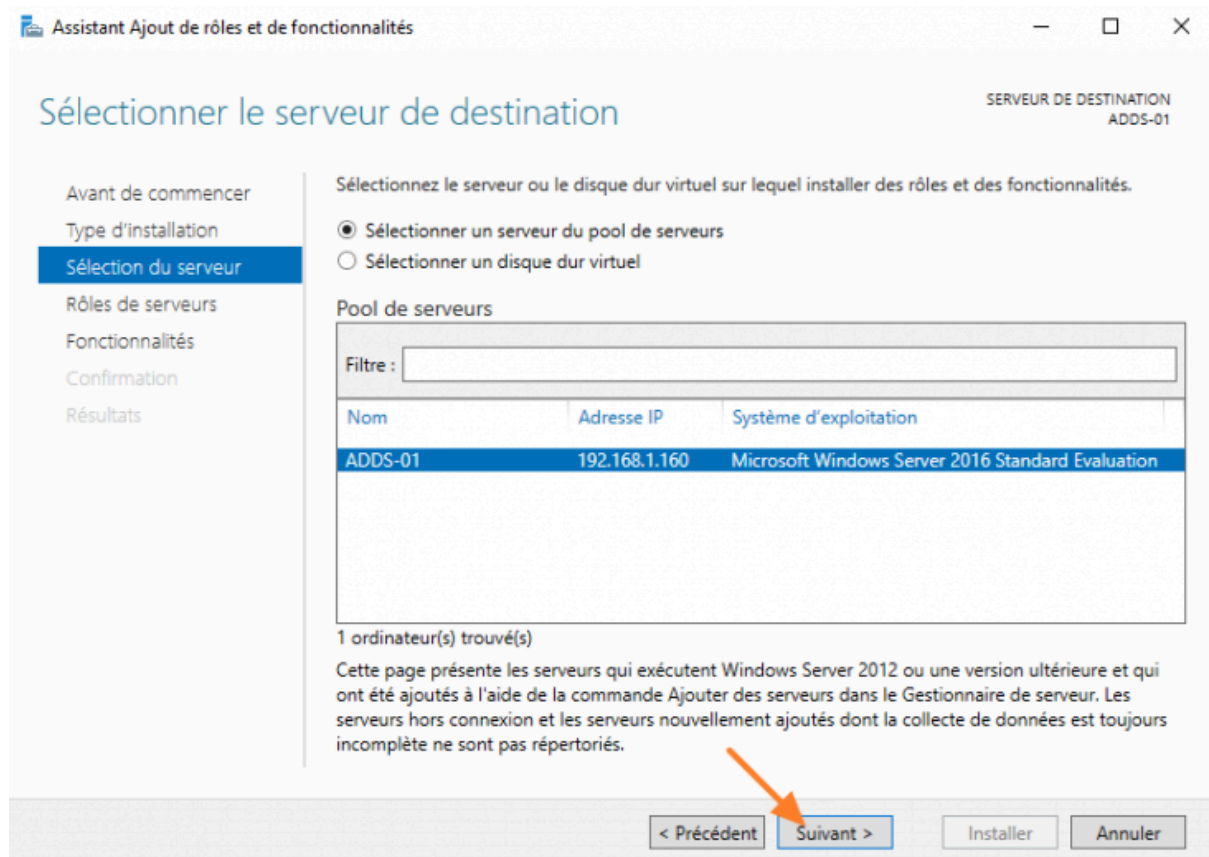 Assistant Ajout de rôles et de fonctionnalités
Sélectionner le serveur de destination
SERVEUR DE DESTINATION
ADDS-01
Avant de commencer
Type d'installation
Sélection du serveur
Rôles de serveurs
Fonctionnalités
Confirmation
Résultats
Sélectionnez le serveur ou le disque dur virtuel sur lequel installer des rôles et des fonctionnalités.
Sélectionner un serveur du pool de serveurs
Sélectionner un disque dur virtuel
Pool de serveurs
Filtre :
Nom Adresse IP Système d'exploitation
ADDS-01 192.168.1.160 Microsoft Windows Server 2016 Standard Evaluation
1 ordinateur(s) trouvé(s)
Cette page présente les serveurs qui exécutent Windows Server 2012 ou une version ultérieure et qui
ont été ajoutés à l'aide de la commande Ajouter des serveurs dans le Gestionnaire de serveur. Les
serveurs hors connexion et les serveurs nouvellement ajoutés dont la collecte de données est toujours
incomplète ne sont pas répertoriés.
< Précédent Suivant > Installer Annuler